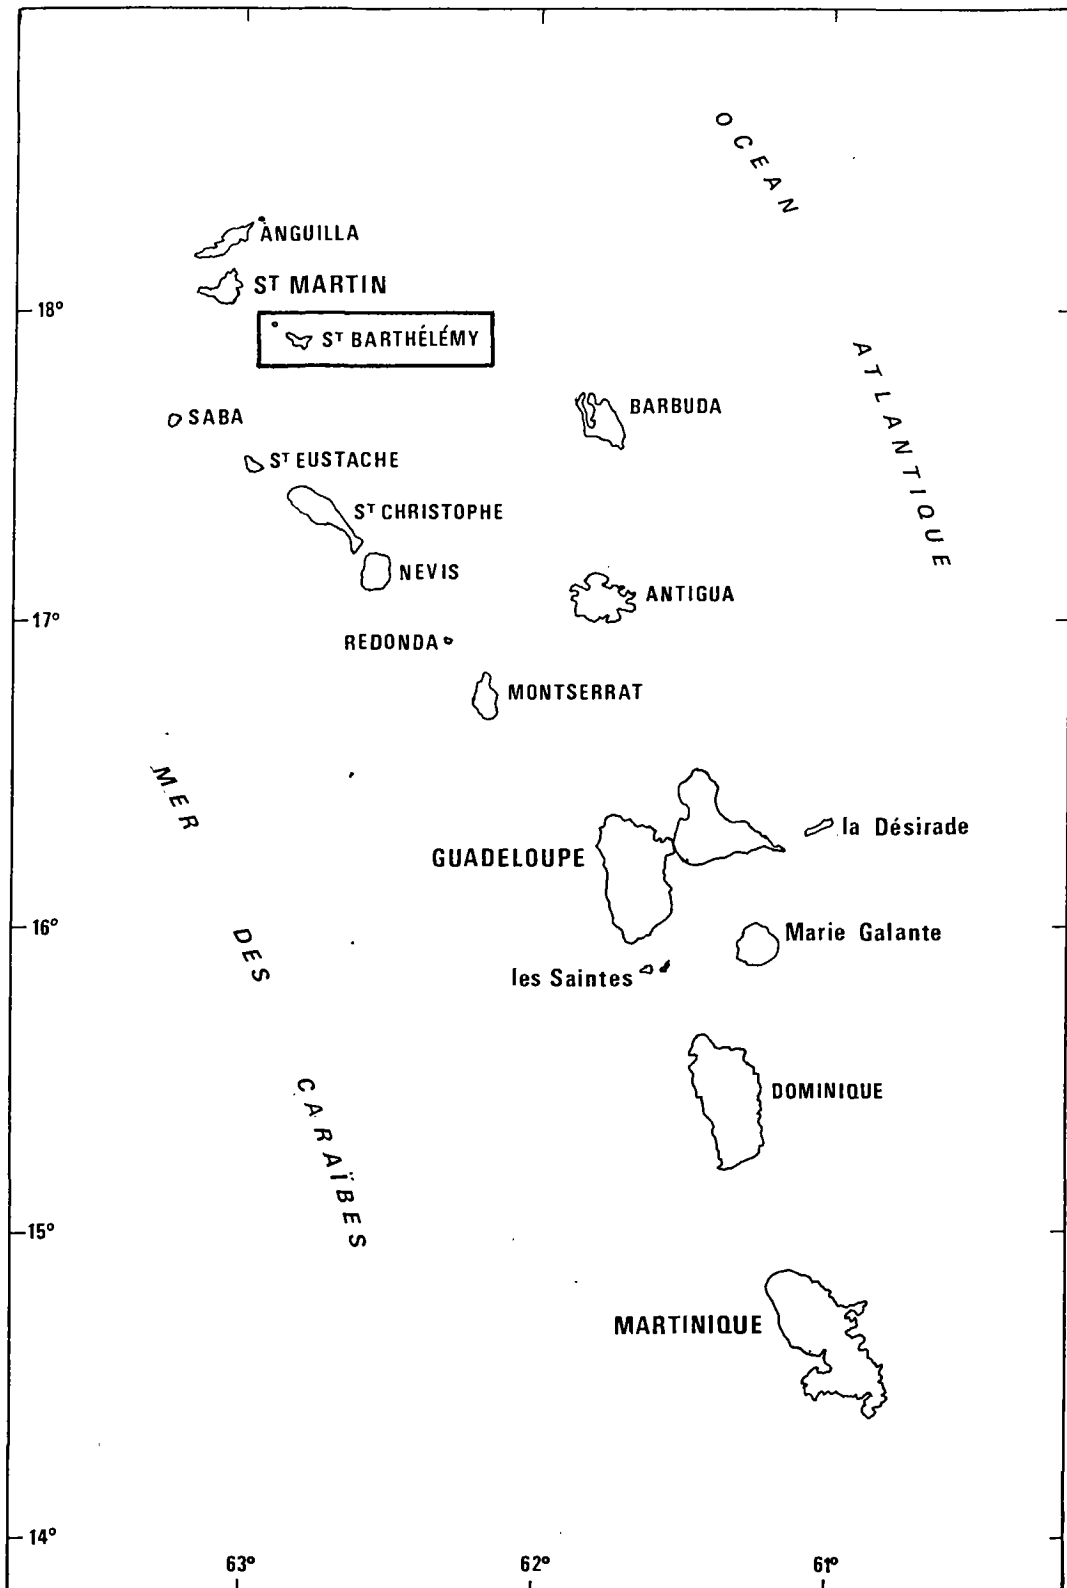 OCEAN
ATLANTIQUE
ANGUILLA
ST MARTIN
18°
ST BARTHÉLÉMY
BARBUDA
SABA
ST EUSTACHE
ST CHRISTOPHE
NEVIS
ANTIGUA
17°
REDONDA
MONTSERRAT
MER
DES
CARAÏBES
la Désirade
GUADELOUPE
16°
Marie Galante
les Saintes
DOMINIQUE
15°
MARTINIQUE
14°
63°
62°
61°